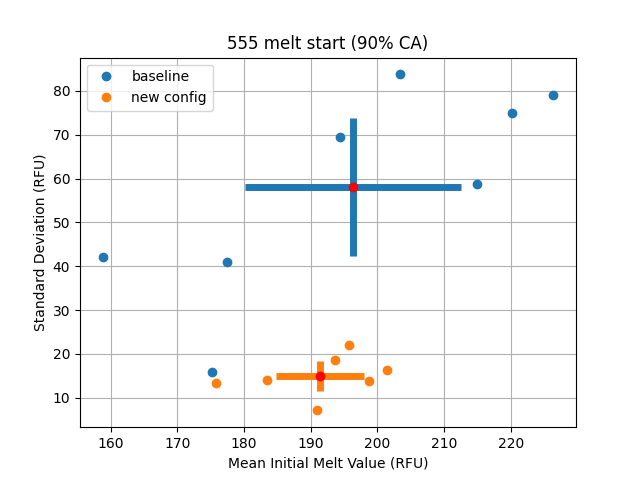 555 melt start (90% CA)
baseline
new config
80
70
60
50
40
30
20
10
Standard Deviation (RFU)
160 170 180 190 200 210 220
Mean Initial Melt Value (RFU)